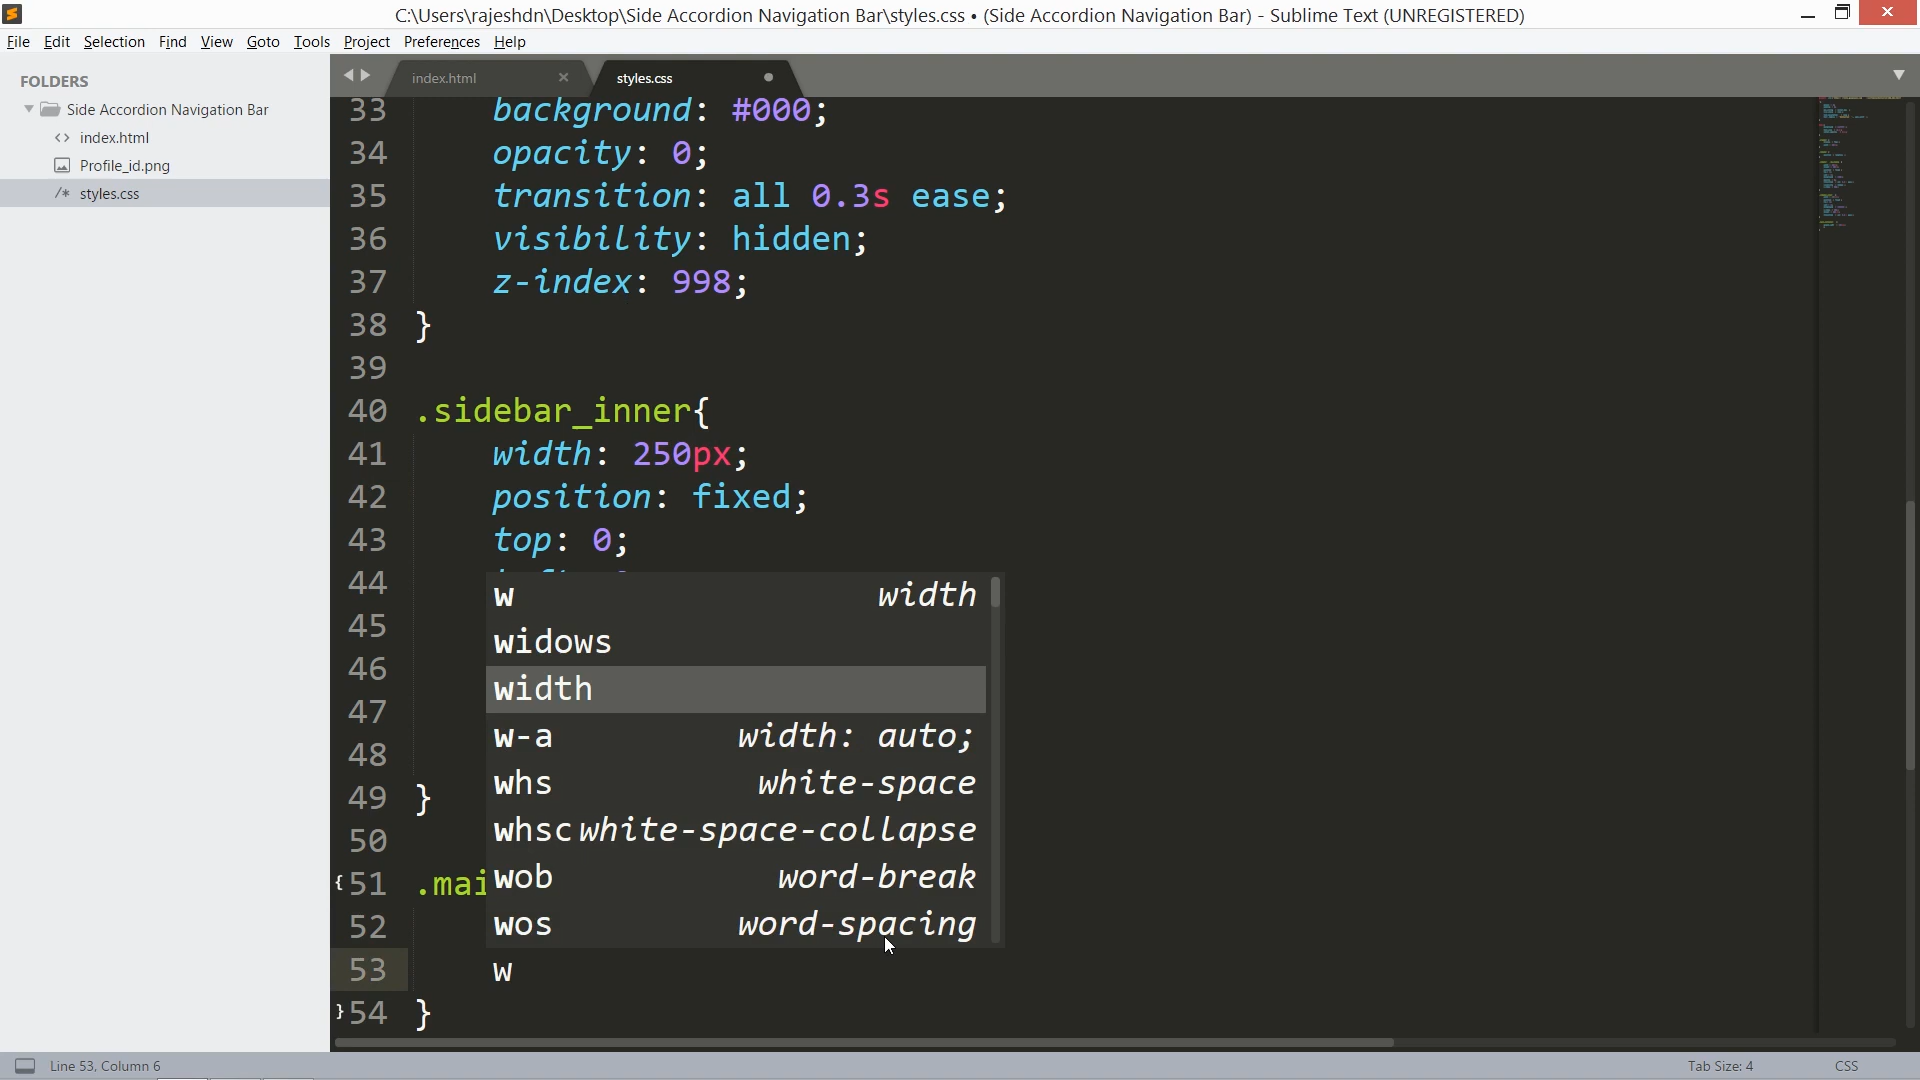 C:\Users\rajeshdn\Desktop\Side Accordion Navigation Bar\styles.css • (Side Accordion Navigation Bar) - Sublime Text (UNREGISTERED)
File Edit Selection Find View Goto Tools Project Preferences Help
FOLDERS
Side Accordion Navigation Bar
<> index.html
Profile_id.png
/* styles.css
index.html
styles.css
33 background: #000;
34 opacity: 0;
35 transition: all 0.3s ease;
36 visibility: hidden;
37 z-index: 998;
38 }
39
40 .sidebar_inner{
41 width: 250px;
42 position: fixed;
43 top: 0;
44
45
46
47
48
49 }
50
{ 51 .mai
52
53 w
} 54 }
w width
widows
width
w-a width: auto;
whs white-space
whsc white-space-collapse
wob word-break
wos word-spacing
Line 53, Column 6
Tab Size: 4
CSS